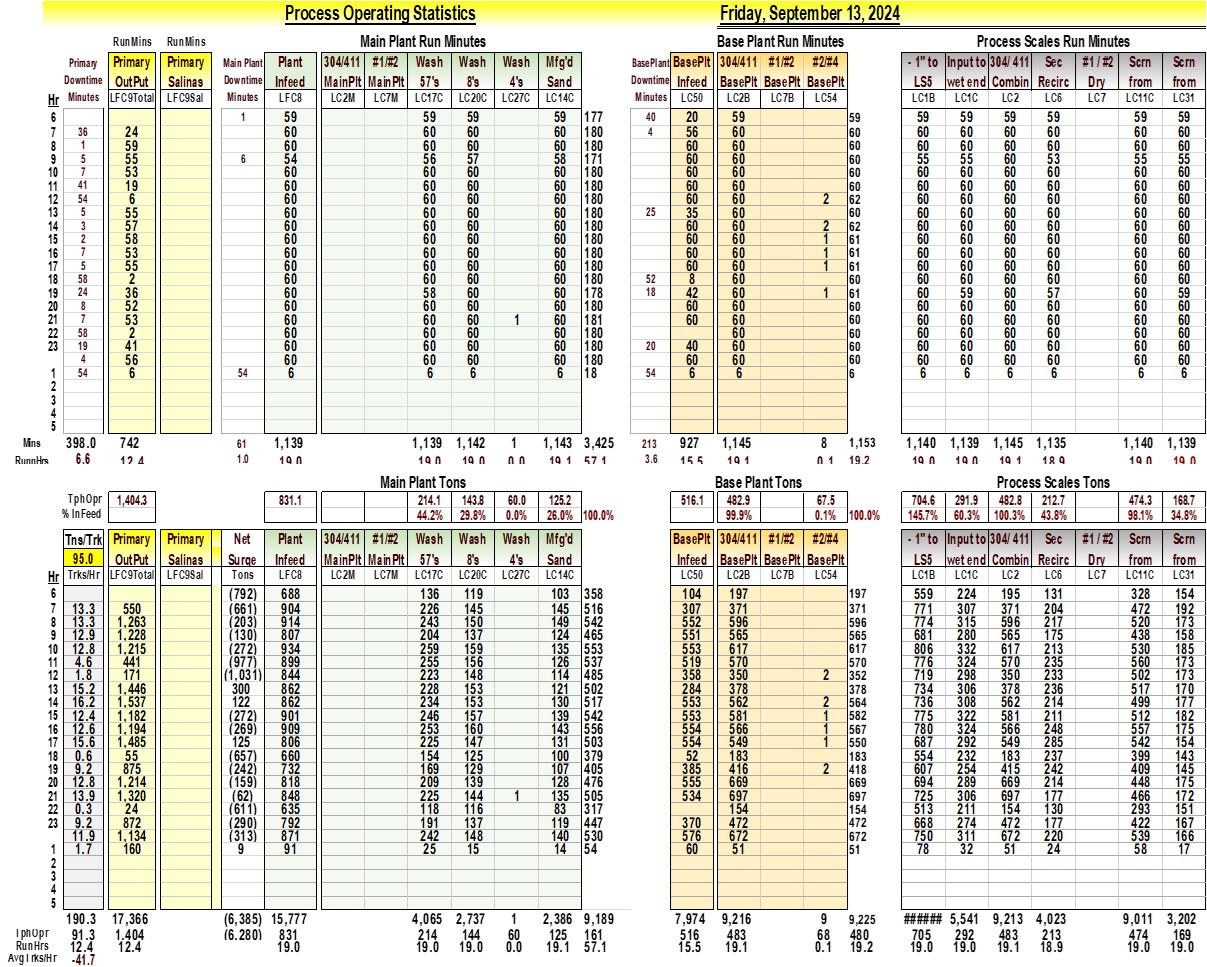 Process Operating Statistics Friday, September 13, 2024
RunMins RunMins Main Plant Run Minutes Base Plant Run Minutes Process Scales Run Minutes
Primary Primary Primary Main Plant Plant 304/411 #1/#2 Wash Wash Wash Mfg'd BasePlant BasePlt 304/411 #1/#2 #2/#4 - 1" to Input to 304/ 411 Sec #1 / #2 Scrn Scrn
Downtime OutPut Salinas Downtime Infeed MainPlt MainPlt 57's 8's 4's Sand Downtime Infeed BasePlt BasePlt BasePlt LS5 wet end Combin Recirc Dry from from
Hr Minutes LFC9Total LFC9Sal Minutes LFC8 LC2M LC7M LC17C LC20C LC27C LC14C Minutes LC50 LC2B LC7B LC54 LC1B LC1C LC2 LC6 LC7 LC11C LC31
6 1 59 59 59 59 177 40 20 59 59 59 59 59 59 59 59
7 36 24 60 60 60 60 180 4 56 60 60 60 60 60 60 60 60
8 1 59 60 60 60 60 180 60 60 60 60 60 60 60 60 60
9 5 55 6 54 56 57 58 171 60 60 60 55 55 60 53 55 55
10 7 53 60 60 60 60 180 60 60 60 60 60 60 60 60 60
11 41 19 60 60 60 60 180 60 60 60 60 60 60 60 60 60
12 54 6 60 60 60 60 180 60 60 2 62 60 60 60 60 60 60
13 5 55 60 60 60 60 180 25 35 60 60 60 60 60 60 60 60
14 3 57 60 60 60 60 180 60 60 2 62 60 60 60 60 60 60
15 2 58 60 60 60 60 180 60 60 1 61 60 60 60 60 60 60
16 7 53 60 60 60 60 180 60 60 1 61 60 60 60 60 60 60
17 5 55 60 60 60 60 180 60 60 1 61 60 60 60 60 60 60
18 58 2 60 60 60 60 180 52 8 60 60 60 60 60 60 60 60
19 24 36 60 58 60 60 178 18 42 60 1 61 60 59 60 57 60 59
20 8 52 60 60 60 60 180 60 60 60 60 60 60 60 60 60
21 7 53 60 60 60 1 60 181 60 60 60 60 60 60 60 60 60
22 58 2 60 60 60 60 180 60 60 60 60 60 60 60 60
23 19 41 60 60 60 60 180 20 40 60 60 60 60 60 60 60 60
4 56 60 60 60 60 180 60 60 60 60 60 60 60 60 60
1 54 6 54 6 6 6 6 18 54 6 6 6 6 6 6 6 6 6
2
3
4
5
Mins 398.0 742 61 1,139 1,139 1,142 1 1,143 3,425 213 927 1,145 8 1,153 1,140 1,139 1,145 1,135 1,140 1,139
RunnHrs 6.6 12.4 1.0 19.0 19.0 19.0 0.0 19.1 57.1 3.6 15.5 19.1 0.1 19.2 19.0 19.0 19.1 18.9 19.0 19.0
Main Plant Tons Base Plant Tons Process Scales Tons
TphOpr 1,404.3 831.1 214.1 143.8 60.0 125.2 516.1 482.9 67.5 704.6 291.9 482.8 212.7 474.3 168.7
% InFeed 44.2% 29.8% 0.0% 26.0% 100.0% 99.9% 0.1% 100.0% 145.7% 60.3% 100.3% 43.8% 98.1% 34.8%
Tns/Trk Primary Primary Net Plant 304/411 #1/#2 Wash Wash Wash Mfg'd BasePlt 304/411 #1/#2 #2/#4 - 1" to Input to 304/ 411 Sec #1 / #2 Scrn Scrn
95.0 OutPut Salinas Surge Infeed MainPlt MainPlt 57's 8's 4's Sand Infeed BasePlt BasePlt BasePlt LS5 wet end Combin Recirc Dry from from
Hr Trks/Hr LFC9Total LFC9Sal Tons LFC8 LC2M LC7M LC17C LC20C LC27C LC14C LC50 LC2B LC7B LC54 LC1B LC1C LC2 LC6 LC7 LC11C LC31
6 (792) 688 136 119 103 358 104 197 197 559 224 195 131 328 154
7 13.3 550 (661) 904 226 145 145 516 307 371 371 771 307 371 204 472 192
8 13.3 1,263 (203) 914 243 150 149 542 552 596 596 774 315 596 217 520 173
9 12.9 1,228 (130) 807 204 137 124 465 551 565 565 681 280 565 175 438 158
10 12.8 1,215 (272) 934 259 159 135 553 553 617 617 806 332 617 213 530 185
11 4.6 441 (977) 899 255 156 126 537 519 570 570 776 324 570 235 560 173
12 1.8 171 (1,031) 844 223 148 114 485 358 350 2 352 719 298 350 233 502 173
13 15.2 1,446 300 862 228 153 121 502 284 378 378 734 306 378 236 517 170
14 16.2 1,537 122 862 234 153 130 517 553 562 2 564 736 308 562 214 499 177
15 12.4 1,182 (272) 901 246 157 139 542 553 581 1 582 775 322 581 211 512 182
16 12.6 1,194 (269) 909 253 160 143 556 554 566 1 567 780 324 566 248 557 175
17 15.6 1,485 125 806 225 147 131 503 554 549 1 550 687 292 549 285 542 154
18 0.6 55 (657) 660 154 125 100 379 52 183 183 554 232 183 237 399 143
19 9.2 875 (242) 732 169 129 107 405 385 416 2 418 607 254 415 242 409 145
20 12.8 1,214 (159) 818 209 139 128 476 555 669 669 694 289 669 214 448 175
21 13.9 1,320 (62) 848 225 144 1 135 505 534 697 697 725 306 697 177 466 172
22 0.3 24 (611) 635 118 116 83 317 154 154 513 211 154 130 293 151
23 9.2 872 (290) 792 191 137 119 447 370 472 472 668 274 472 177 422 167
11.9 1,134 (313) 871 242 148 140 530 576 672 672 750 311 672 220 539 166
1 1.7 160 9 91 25 15 14 54 60 51 51 78 32 51 24 58 17
2
3
4
5
190.3 17,366 (6,385) 15,777 4,065 2,737 1 2,386 9,189 7,974 9,216 9 9,225 ###### 5,541 9,213 4,023 9,011 3,202
TphOpr 91.3 1,404 (6.280) 831 214 144 60 125 161 516 483 68 480 705 292 483 213 474 169
RunHrs 12.4 12.4 19.0 19.0 19.0 0.0 19.1 57.1 15.5 19.1 0.1 19.2 19.0 19.0 19.1 18.9 19.0 19.0
AvgTrks/Hr -41.7